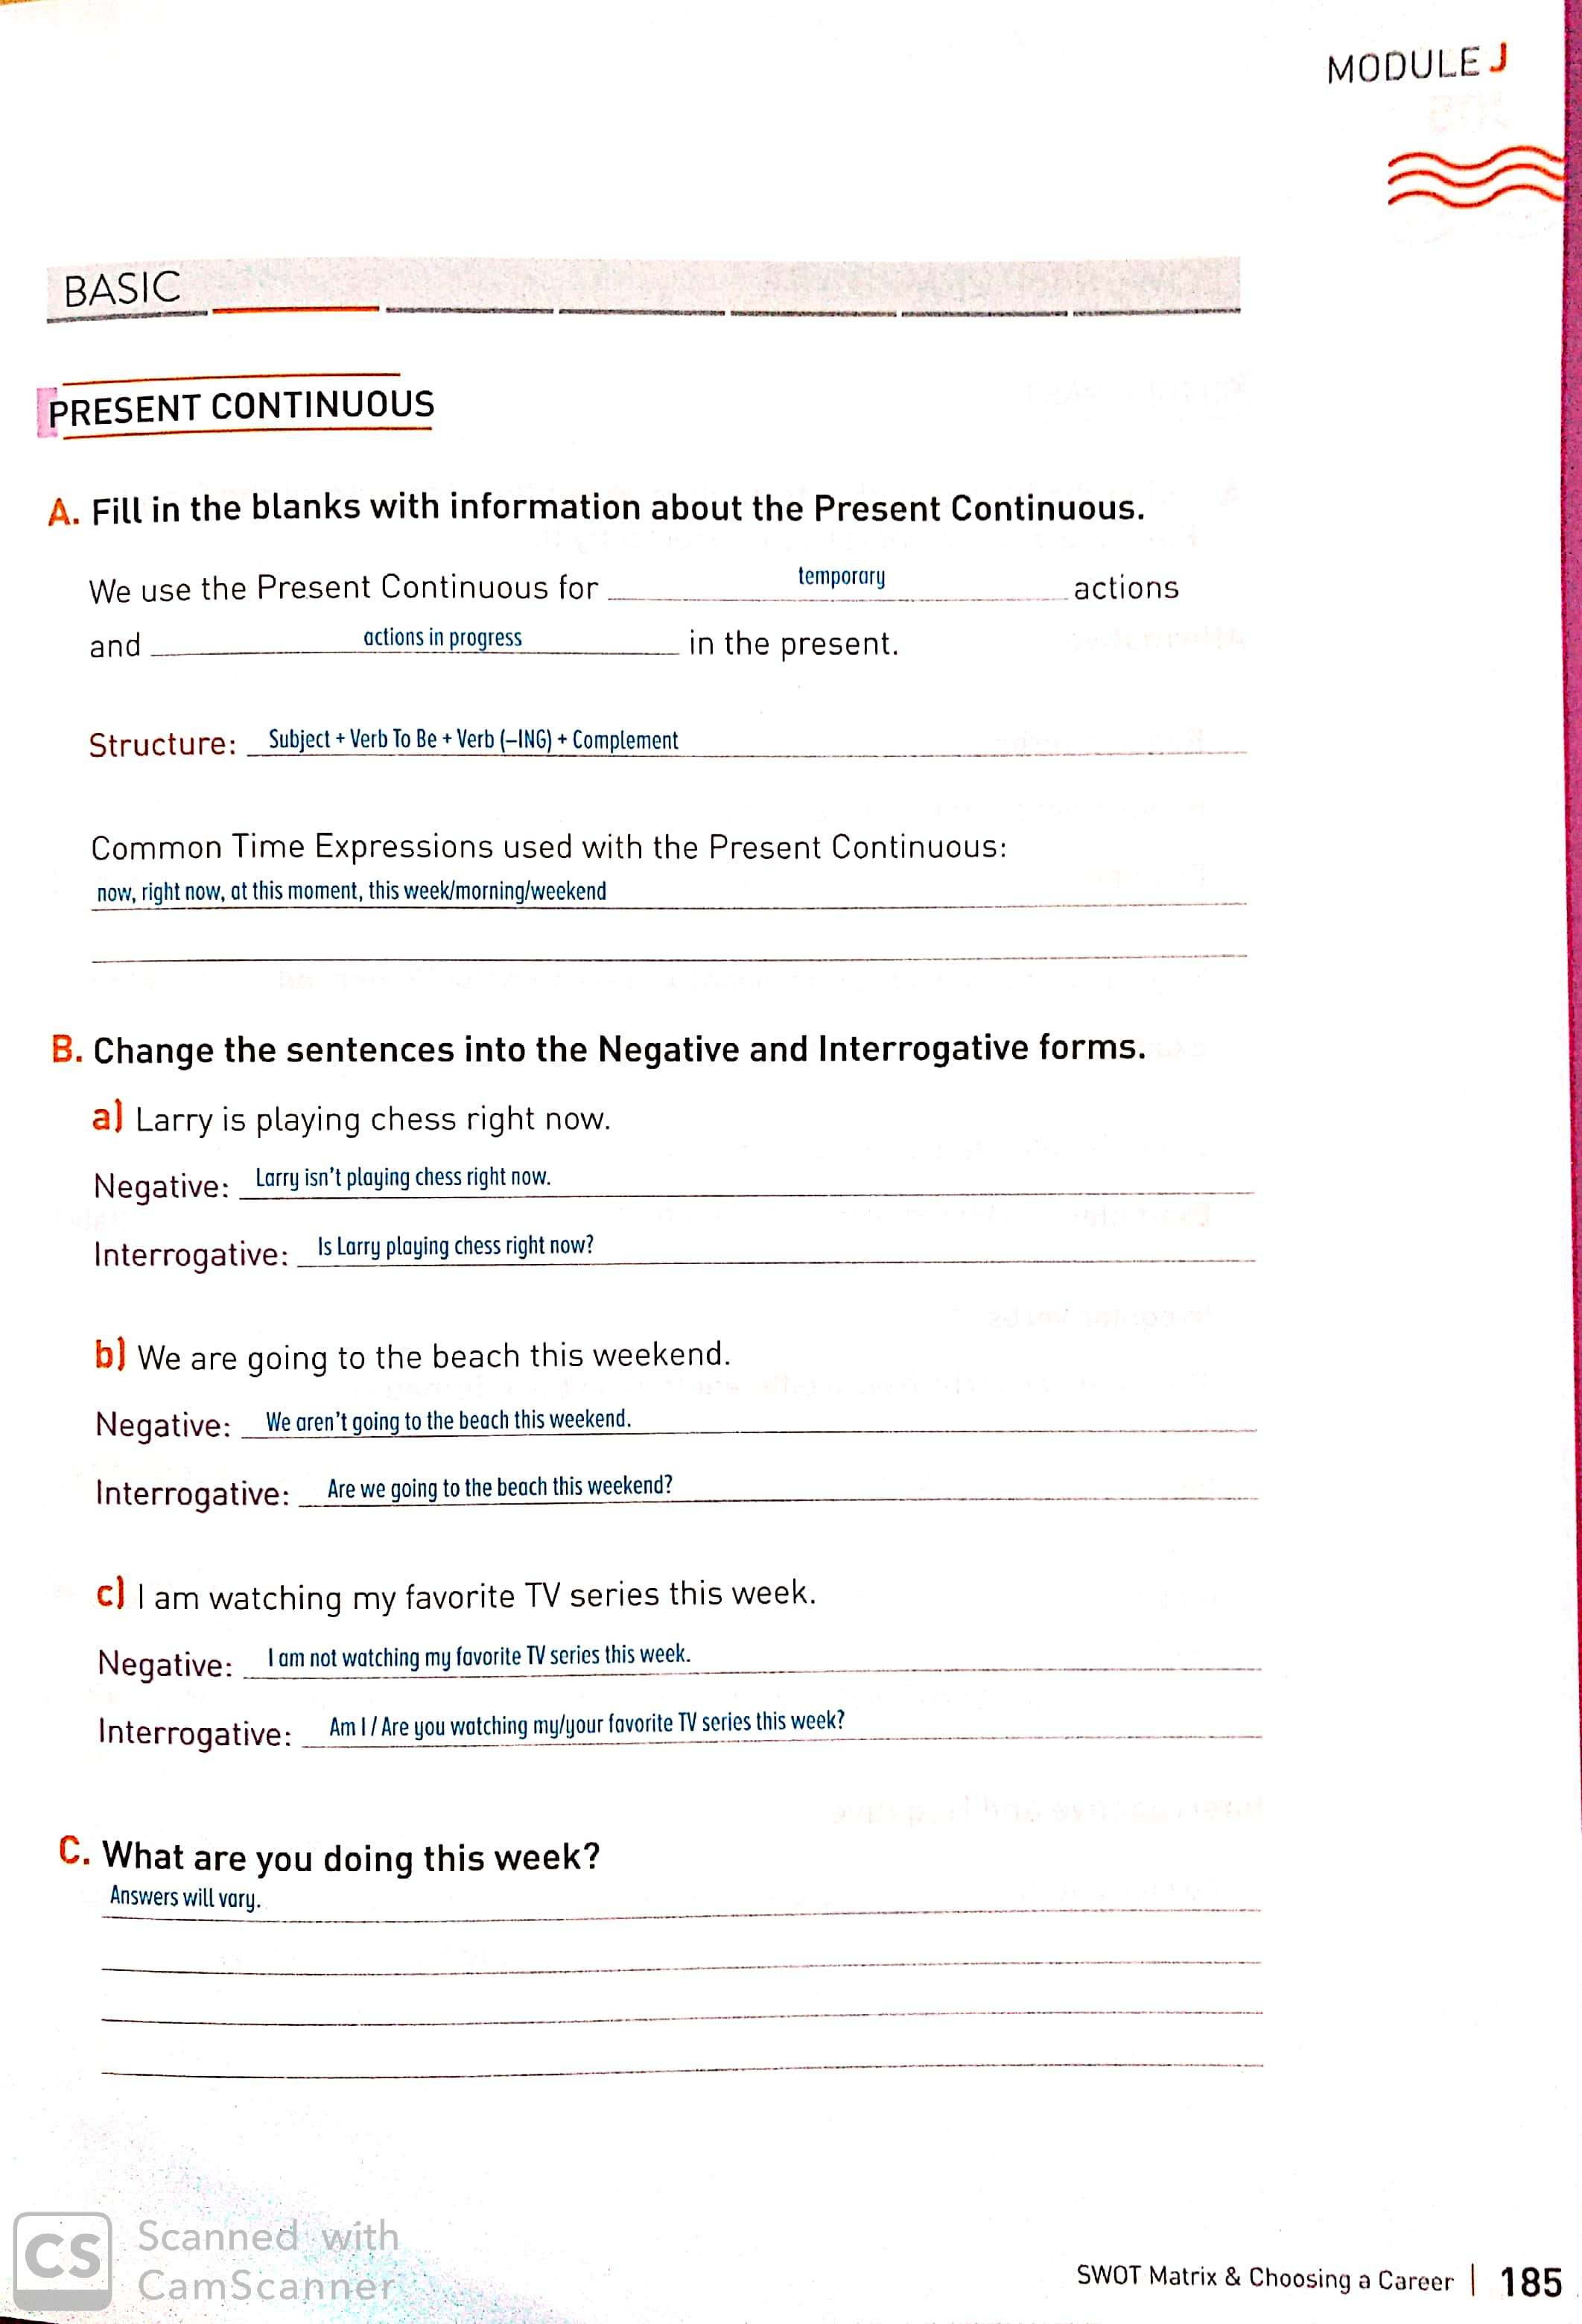 MODULE J
BASIC
PRESENT CONTINUOUS
A. Fill in the blanks with information about the Present Continuous.
We use the Present Continuous for temporary actions
and actions in progress in the present.
Structure: Subject + Verb To Be + Verb (–ING) + Complement
Common Time Expressions used with the Present Continuous:
now, right now, at this moment, this week/morning/weekend
B. Change the sentences into the Negative and Interrogative forms.
a) Larry is playing chess right now.
Negative: Larry isn't playing chess right now.
Interrogative: Is Larry playing chess right now?
b) We are going to the beach this weekend.
Negative: We aren't going to the beach this weekend.
Interrogative: Are we going to the beach this weekend?
c) I am watching my favorite TV series this week.
Negative: I am not watching my favorite TV series this week.
Interrogative: Am I / Are you watching my/your favorite TV series this week?
C. What are you doing this week?
Answers will vary.
CS Scanned with
CamScanner
SWOT Matrix & Choosing a Career | 185